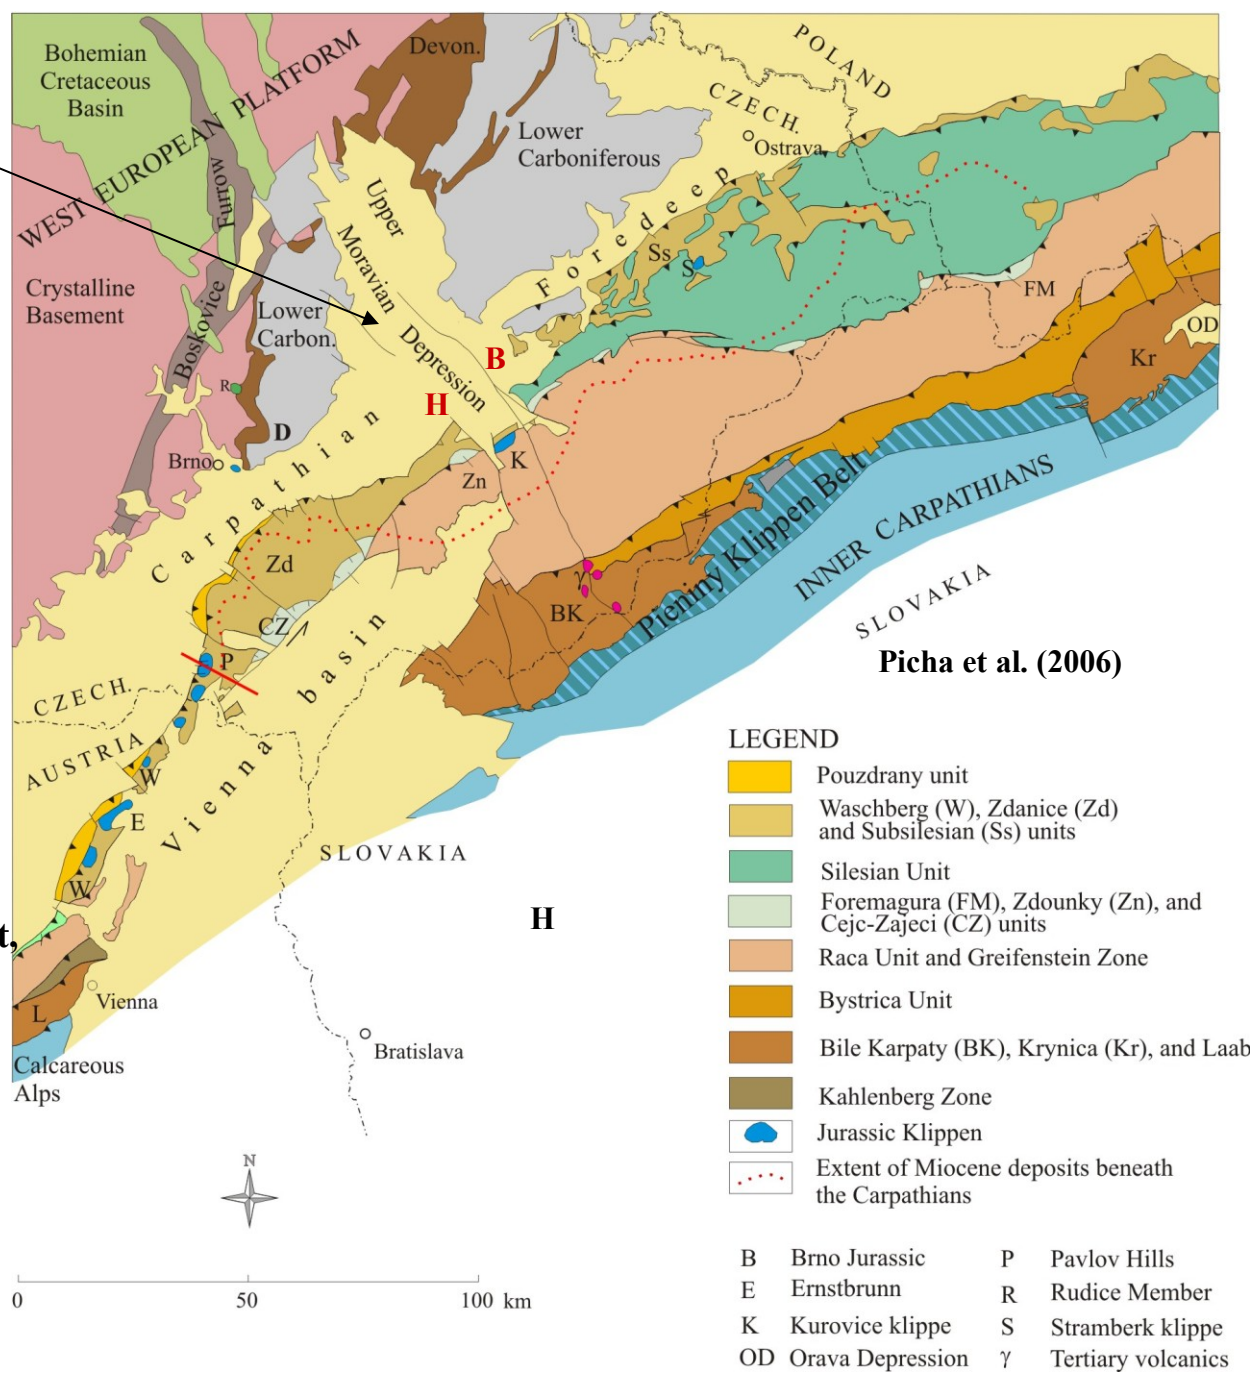 Bohemian
Cretaceous
Basin
Devon.
POLAND
CZECH.
Ostrava
WEST EUROPEAN PLATFORM
Lower
Carboniferous
Furrow
Boskovice
Upper
Moravian
Depression
Foredeep
Ss
S
FM
OD
Kr
Crystalline
Basement
Lower
Carbon.
R
D
B
H
Brno
Carpathian
K
Zn
Zd
CZ
P
γ
BK
Pieniny Klippen Belt
INNER CARPATHIANS
SLOVAKIA
Picha et al. (2006)
CZECH.
AUSTRIA
Vienna basin
W
E
W
SLOVAKIA
H
t,
Vienna
L
Bratislava
Calcareous
Alps
LEGEND
Pouzdrany unit
Waschberg (W), Zdanice (Zd)
and Subsilesian (Ss) units
Silesian Unit
Foremagura (FM), Zdounky (Zn), and
Cejc-Zajeci (CZ) units
Raca Unit and Greifenstein Zone
Bystrica Unit
Bile Karpaty (BK), Krynica (Kr), and Laab
Kahlenberg Zone
Jurassic Klippen
Extent of Miocene deposits beneath
the Carpathians
N
0 50 100 km
B Brno Jurassic P Pavlov Hills
E Ernstbrunn R Rudice Member
K Kurovice klippe S Stramberk klippe
OD Orava Depression γ Tertiary volcanics